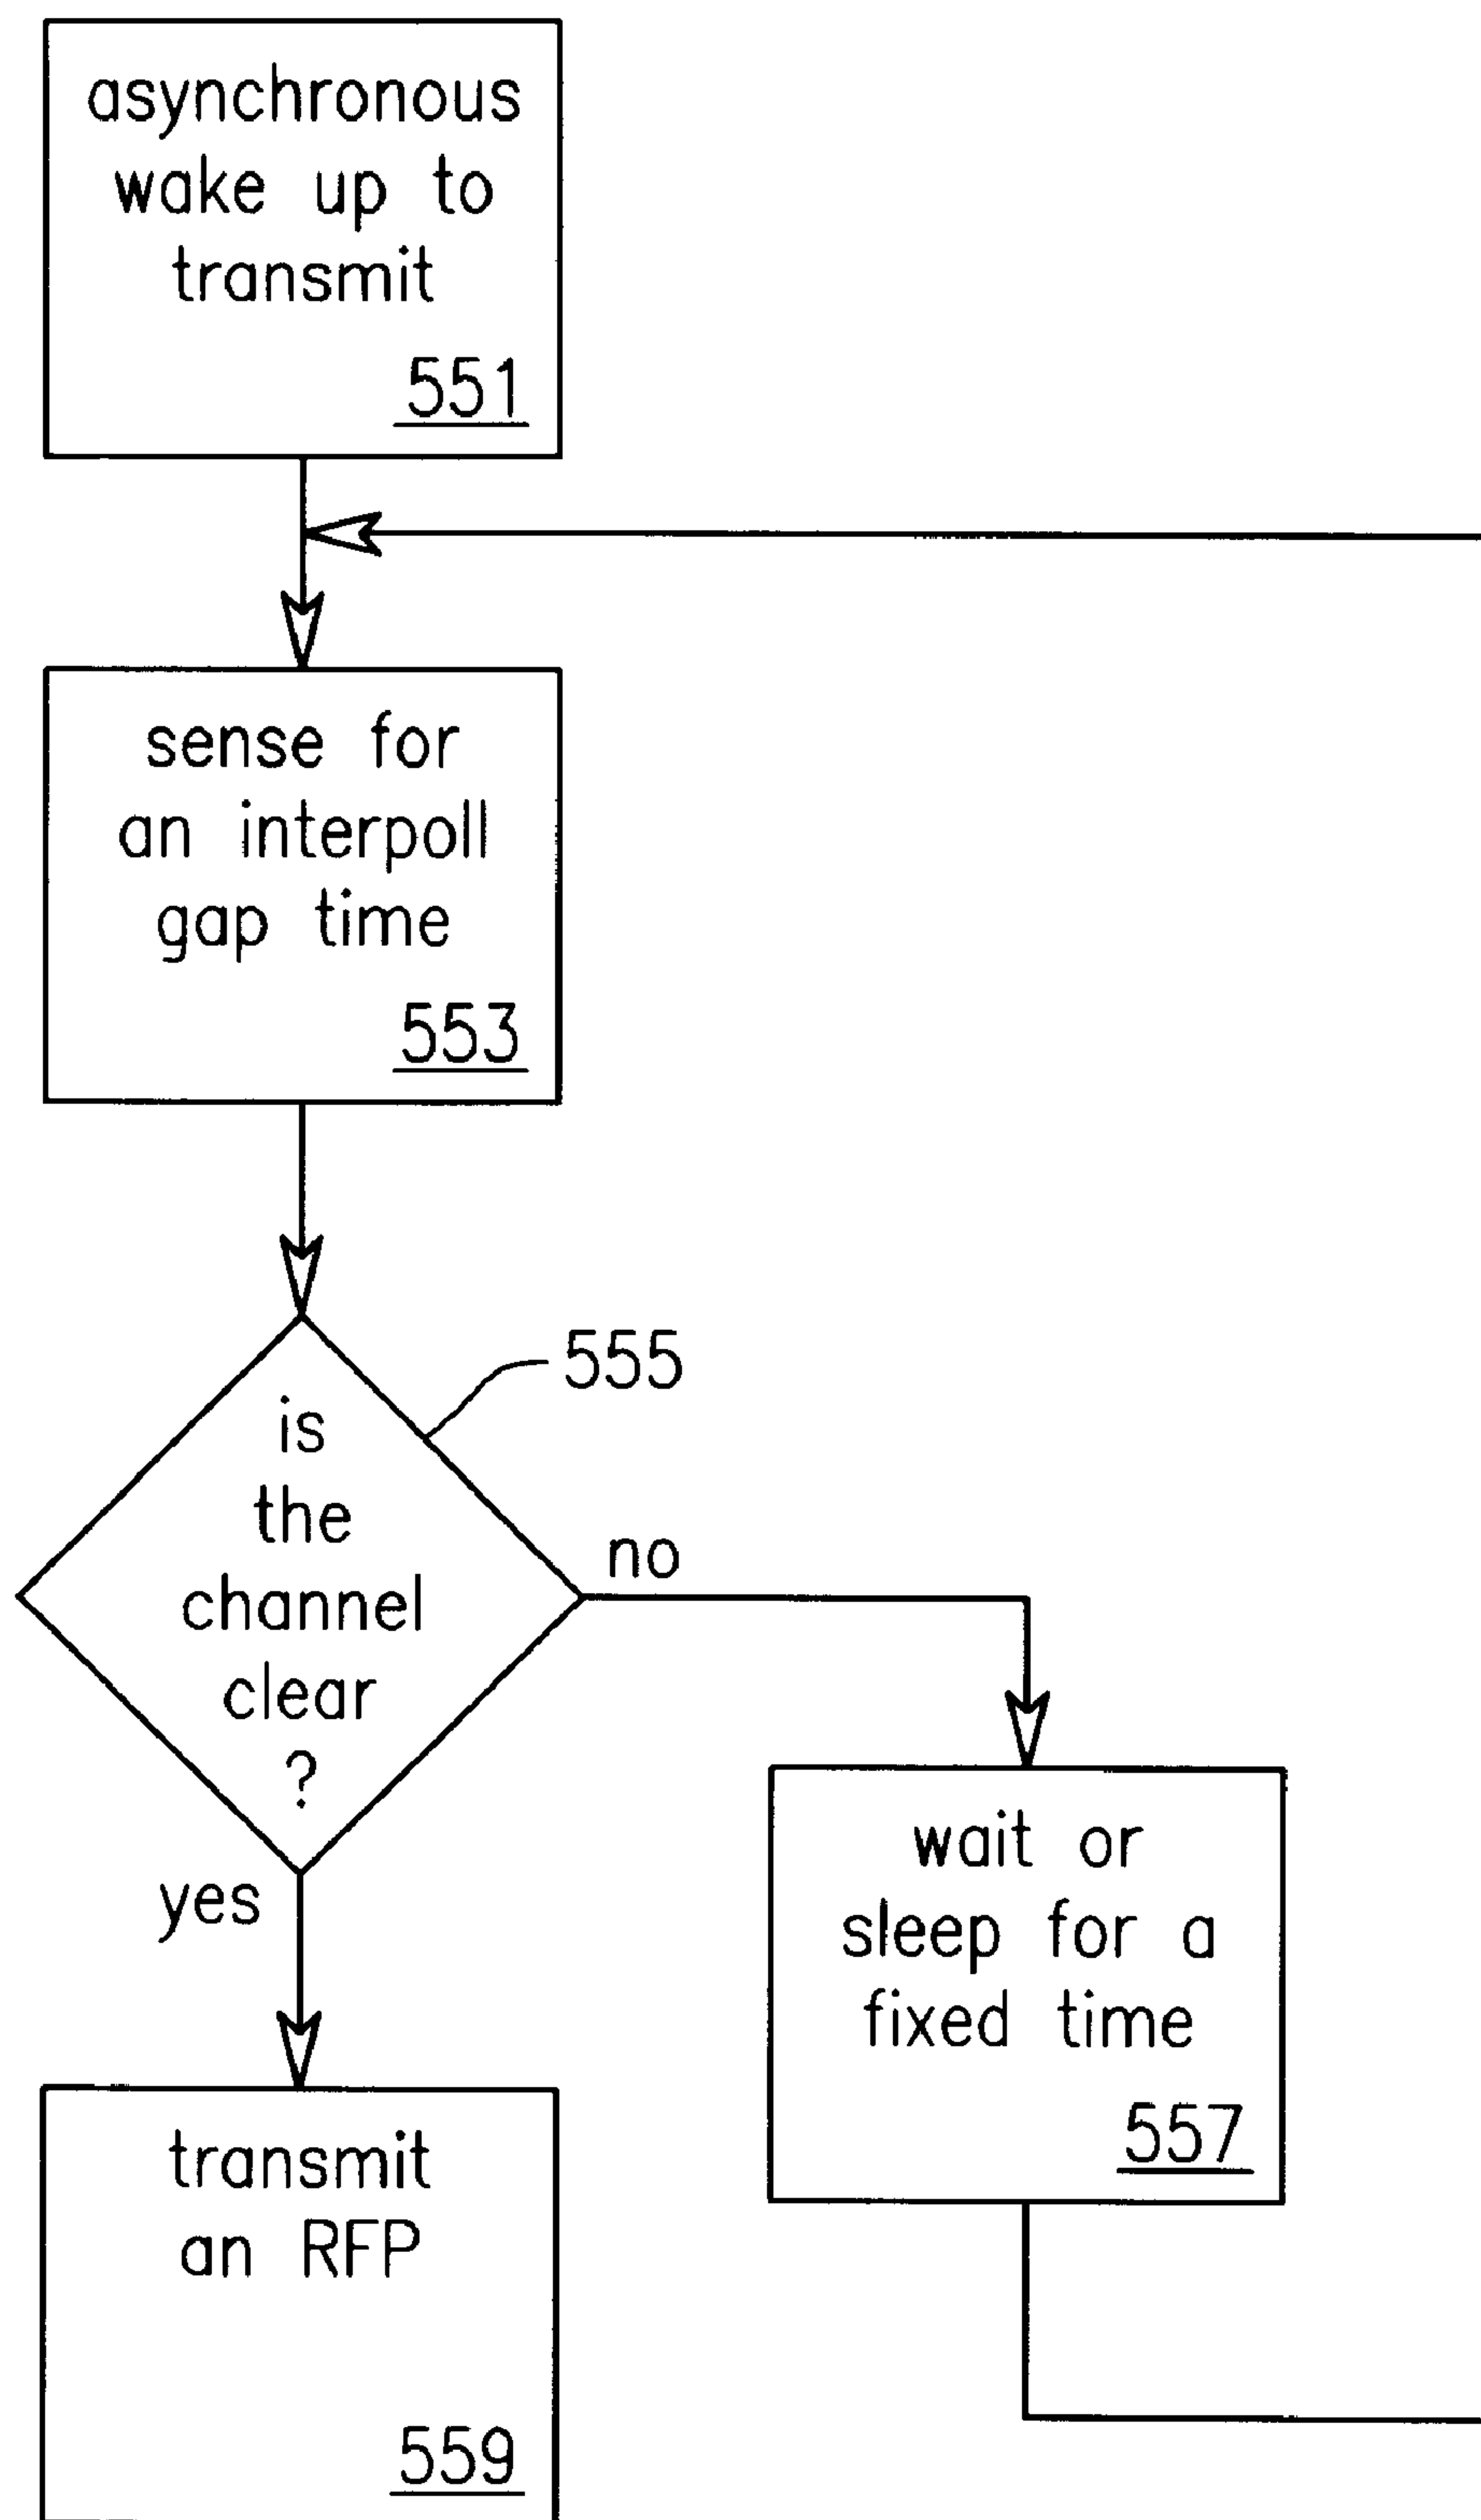 asynchronous
wake up to
transmit
551
sense for
an interpoll
gap time
553
555
is
the
channel
clear
?
no
yes
wait or
sleep for a
fixed time
557
transmit
an RFP
559